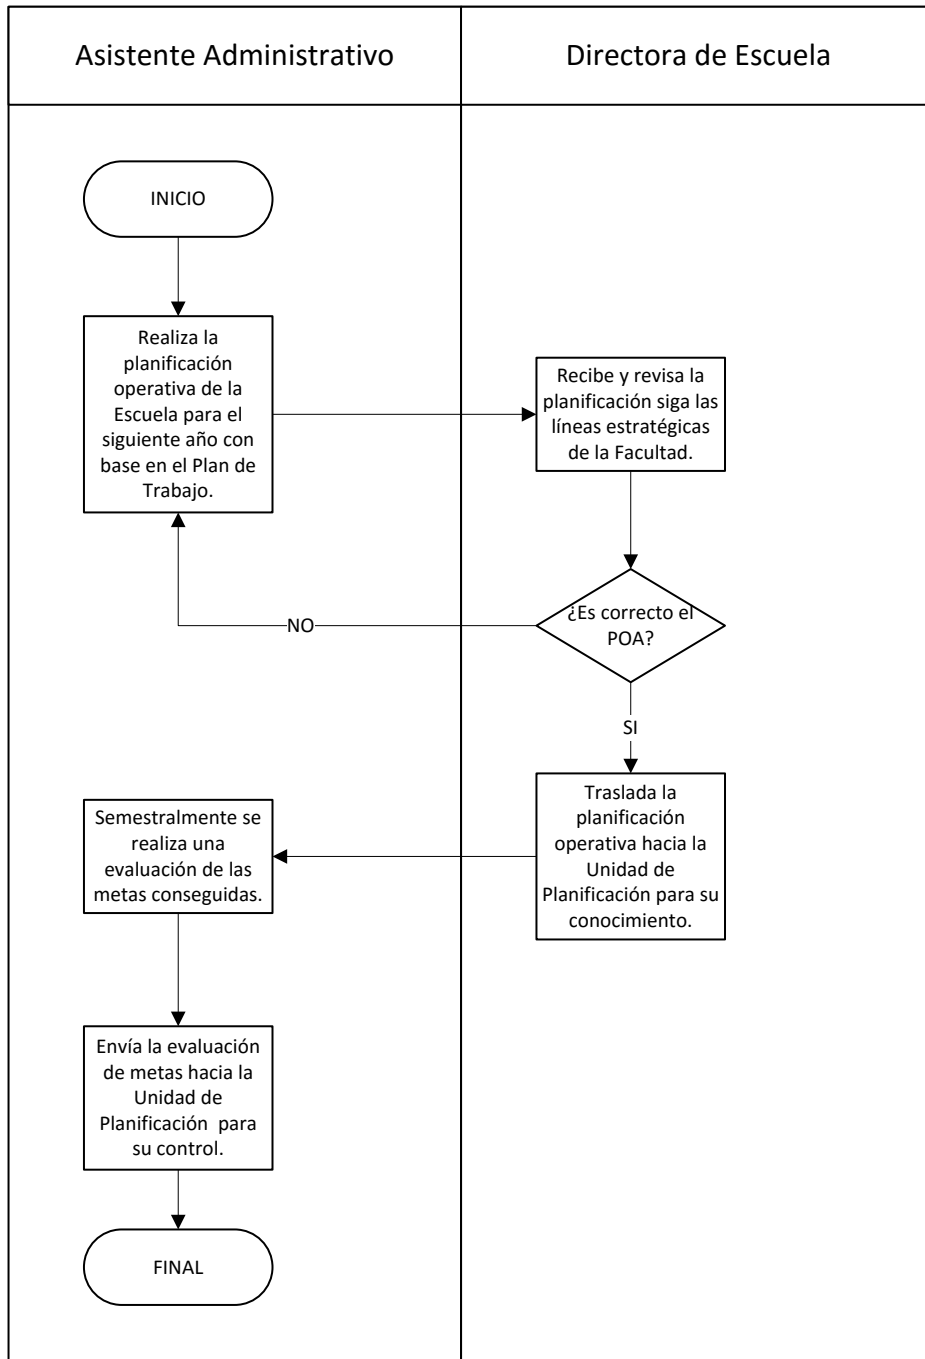 Asistente Administrativo
Directora de Escuela
INICIO
Realiza la
planificación
operativa de la
Escuela para el
siguiente año con
base en el Plan de
Trabajo.
Recibe y revisa la
planificación siga las
líneas estratégicas
de la Facultad.
¿Es correcto el
POA?
NO
SI
Traslada la
planificación
operativa hacia la
Unidad de
Planificación para su
conocimiento.
Semestralmente se
realiza una
evaluación de las
metas conseguidas.
Envía la evaluación
de metas hacia la
Unidad de
Planificación para
su control.
FINAL